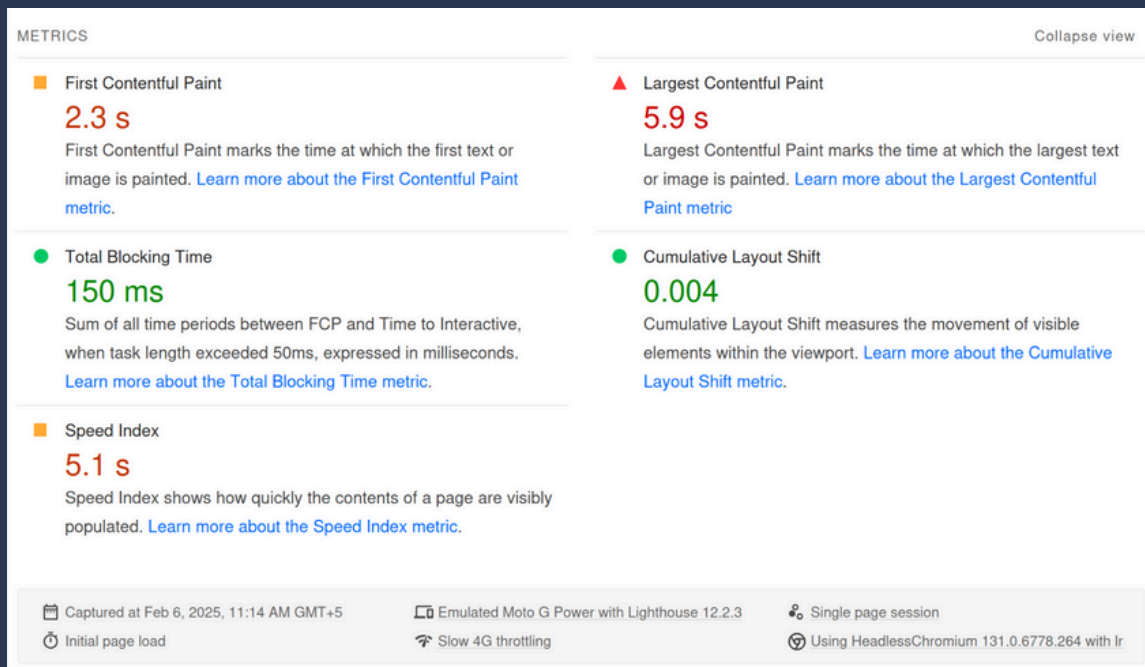 METRICS
Collapse view
First Contentful Paint
2.3 s
First Contentful Paint marks the time at which the first text or
image is painted. Learn more about the First Contentful Paint
metric.
Largest Contentful Paint
5.9 s
Largest Contentful Paint marks the time at which the largest text
or image is painted. Learn more about the Largest Contentful
Paint metric
Total Blocking Time
150 ms
Sum of all time periods between FCP and Time to Interactive,
when task length exceeded 50ms, expressed in milliseconds.
Learn more about the Total Blocking Time metric.
Cumulative Layout Shift
0.004
Cumulative Layout Shift measures the movement of visible
elements within the viewport. Learn more about the Cumulative
Layout Shift metric.
Speed Index
5.1 s
Speed Index shows how quickly the contents of a page are visibly
populated. Learn more about the Speed Index metric.
Captured at Feb 6, 2025, 11:14 AM GMT+5
Emulated Moto G Power with Lighthouse 12.2.3
Single page session
Initial page load
Slow 4G throttling
Using HeadlessChromium 131.0.6778.264 with lr